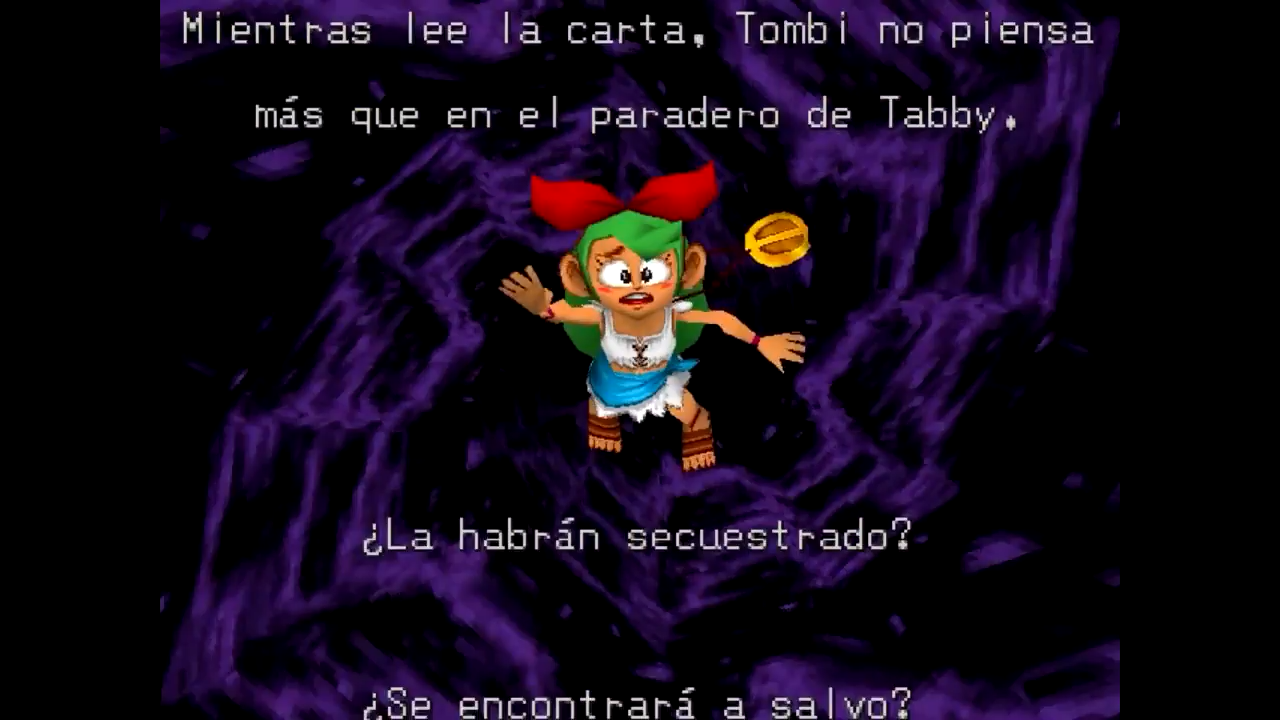 Mientras lee la carta, Tombi no piensa
más que en el paradero de Tabby.
¿La habrán secuestrado?
¿Se encontrará a salvo?